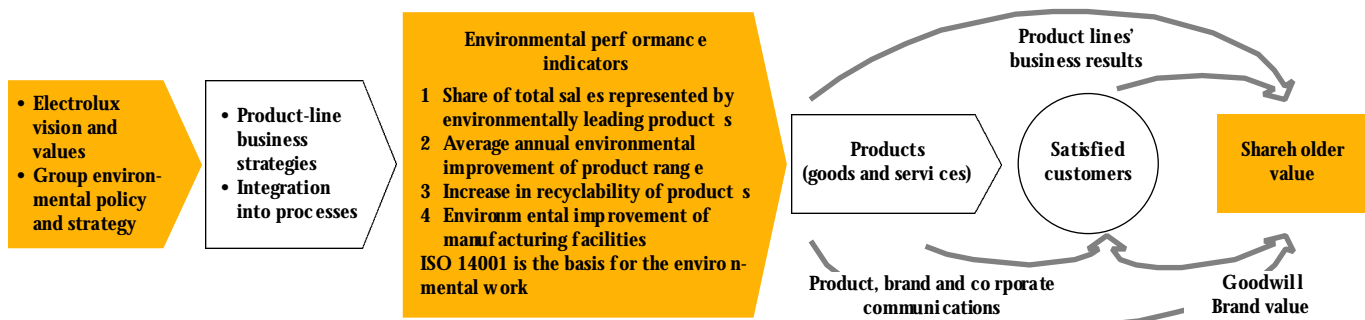 • Electrolux
vision and
values
• Group environ-
mental policy
and strategy
• Product-line
business
strategies
• Integration
into processes
Environmental performance
indicators
1 Share of total sales represented by
environmentally leading products
2 Average annual environmental
improvement of product range
3 Increase in recyclability of products
4 Environmental improvement of
manufacturing facilities
ISO 14001 is the basis for the environ-
mental work
Products
(goods and services)
Product lines'
business results
Satisfied
customers
Shareholder
value
Product, brand and corporate
communications
Goodwill
Brand value